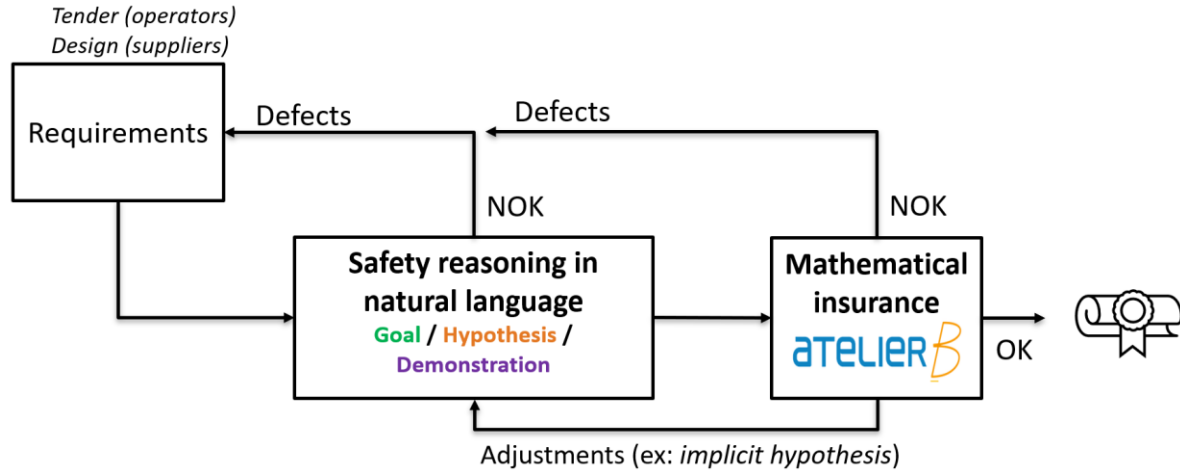 Tender (operators)
Design (suppliers)
Requirements
Defects
Defects
NOK
NOK
Safety reasoning in
natural language
Goal / Hypothesis /
Demonstration
Mathematical
insurance
ATELIER B
OK
Adjustments (ex: implicit hypothesis)